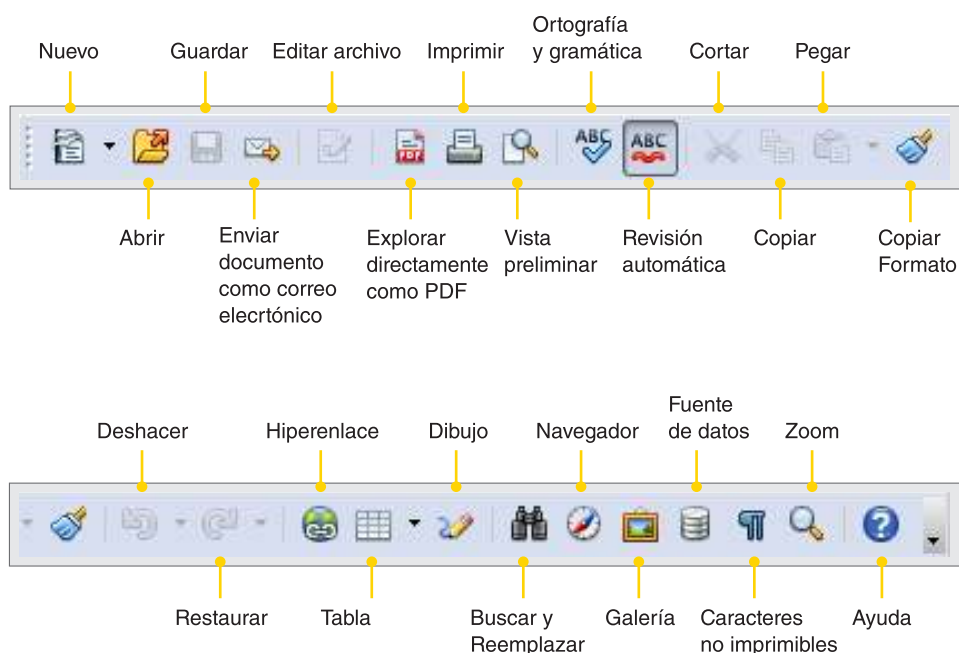 Ortografía
y gramática
Nuevo
Guardar
Editar archivo
Imprimir
Cortar
Pegar
PDF
ABC
ABC
Abrir
Enviar
documento
como correo
elecrtónico
Explorar
directamente
como PDF
Vista
preliminar
Revisión
automática
Copiar
Copiar
Formato
Deshacer
Hiperenlace
Dibujo
Navegador
Fuente
de datos
Zoom
¶
?
Restaurar
Tabla
Buscar y
Reemplazar
Galería
Caracteres
no imprimibles
Ayuda